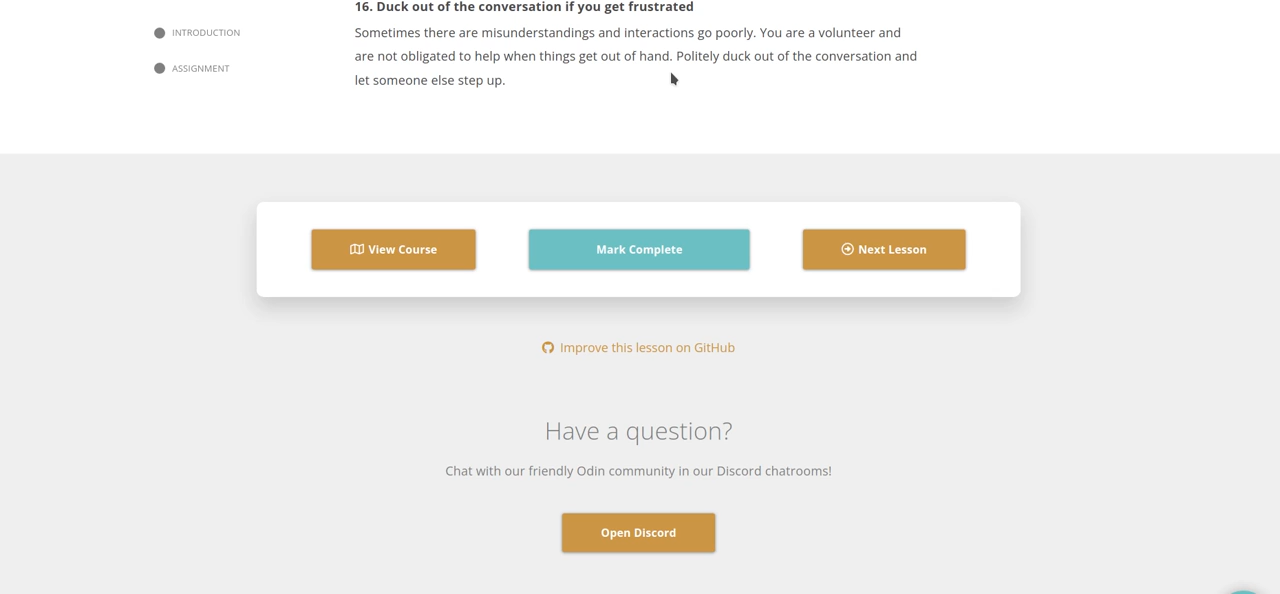 16. Duck out of the conversation if you get frustrated
INTRODUCTION
Sometimes there are misunderstandings and interactions go poorly. You are a volunteer and
are not obligated to help when things get out of hand. Politely duck out of the conversation and
ASSIGNMENT
let someone else step up.
View Course
Mark Complete
Next Lesson
Improve this lesson on GitHub
Have a question?
Chat with our friendly Odin community in our Discord chatrooms!
Open Discord